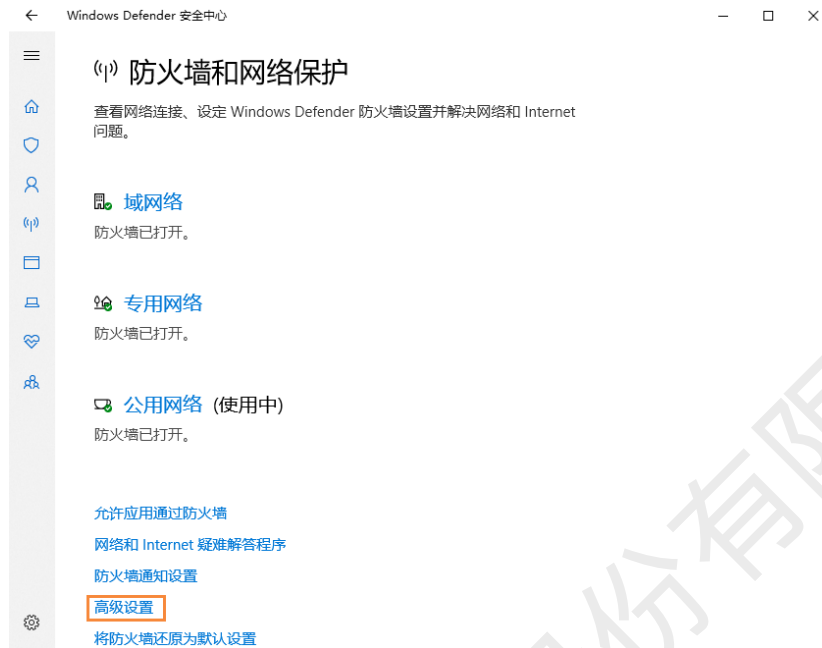 Windows Defender 安全中心
防火墙和网络保护
查看网络连接、设定 Windows Defender 防火墙设置并解决网络和 Internet
问题。
域网络
防火墙已打开。
专用网络
防火墙已打开。
公用网络 (使用中)
防火墙已打开。
允许应用通过防火墙
网络和 Internet 疑难解答程序
防火墙通知设置
高级设置
将防火墙还原为默认设置
份有限